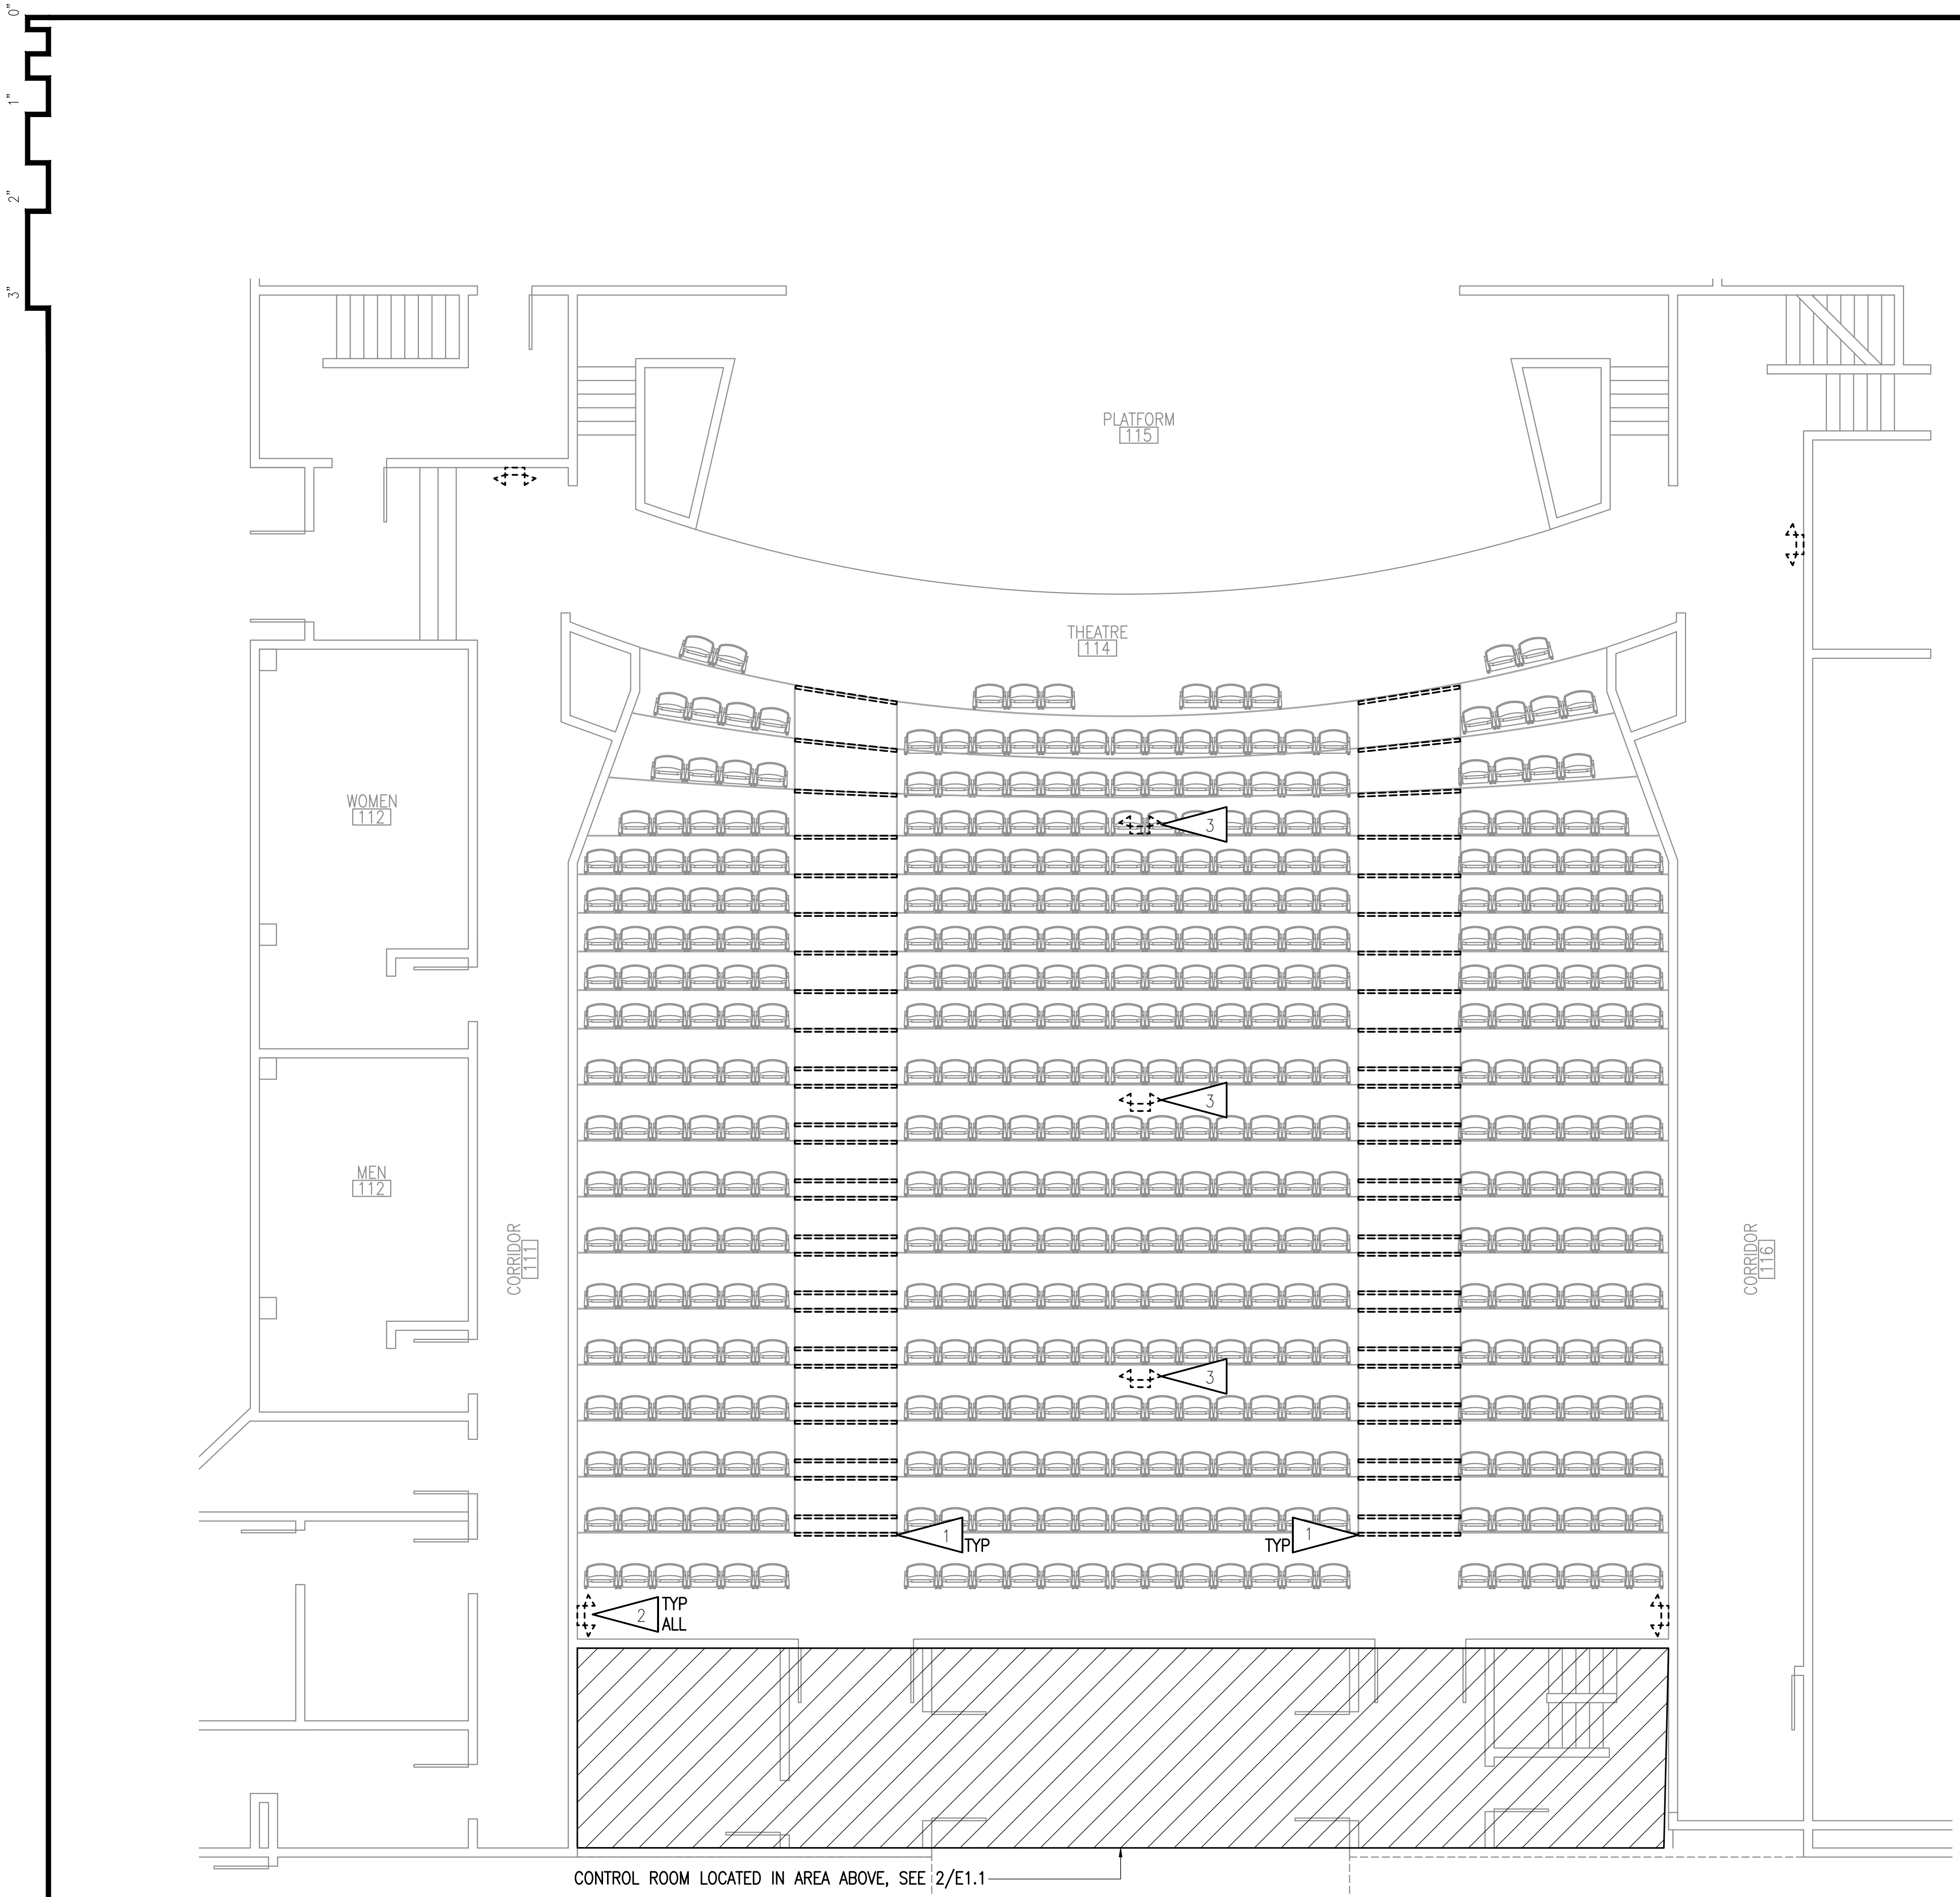 0"
1"
2"
3"
PLATFORM
115
THEATRE
114
WOMEN
112
3
3
MEN
112
CORRIDOR
111
CORRIDOR
116
3
1
TYP
1
TYP
2
TYP
ALL
CONTROL ROOM LOCATED IN AREA ABOVE, SEE 2/E1.1